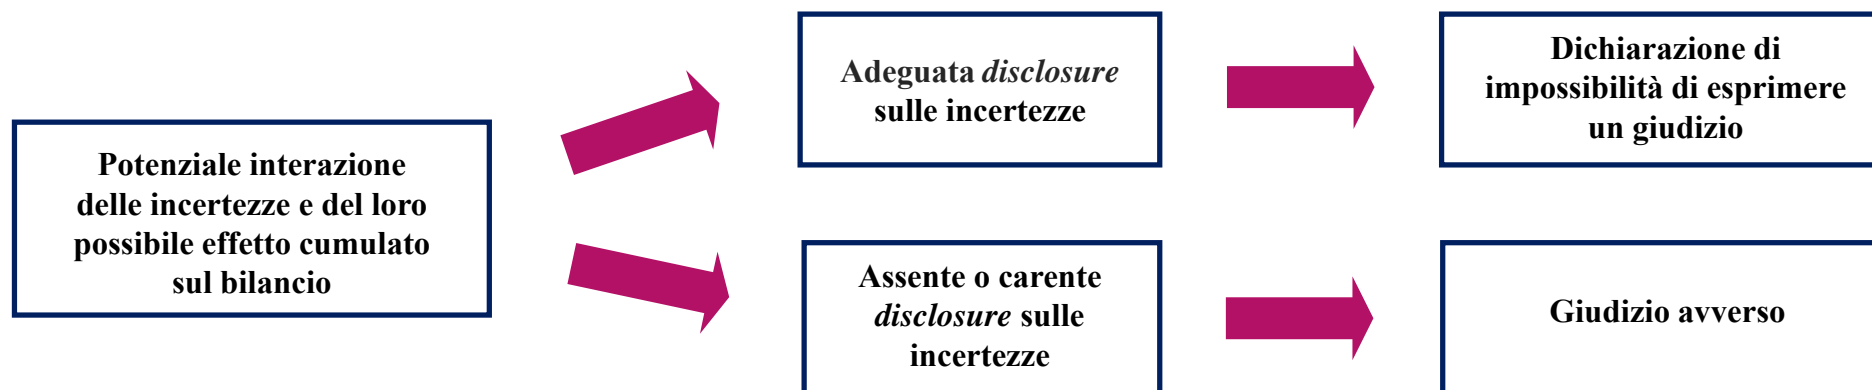 Potenziale interazione
delle incertezze e del loro
possibile effetto cumulato
sul bilancio
Adeguata disclosure
sulle incertezze
Dichiarazione di
impossibilità di esprimere
un giudizio
Assente o carente
disclosure sulle
incertezze
Giudizio avverso